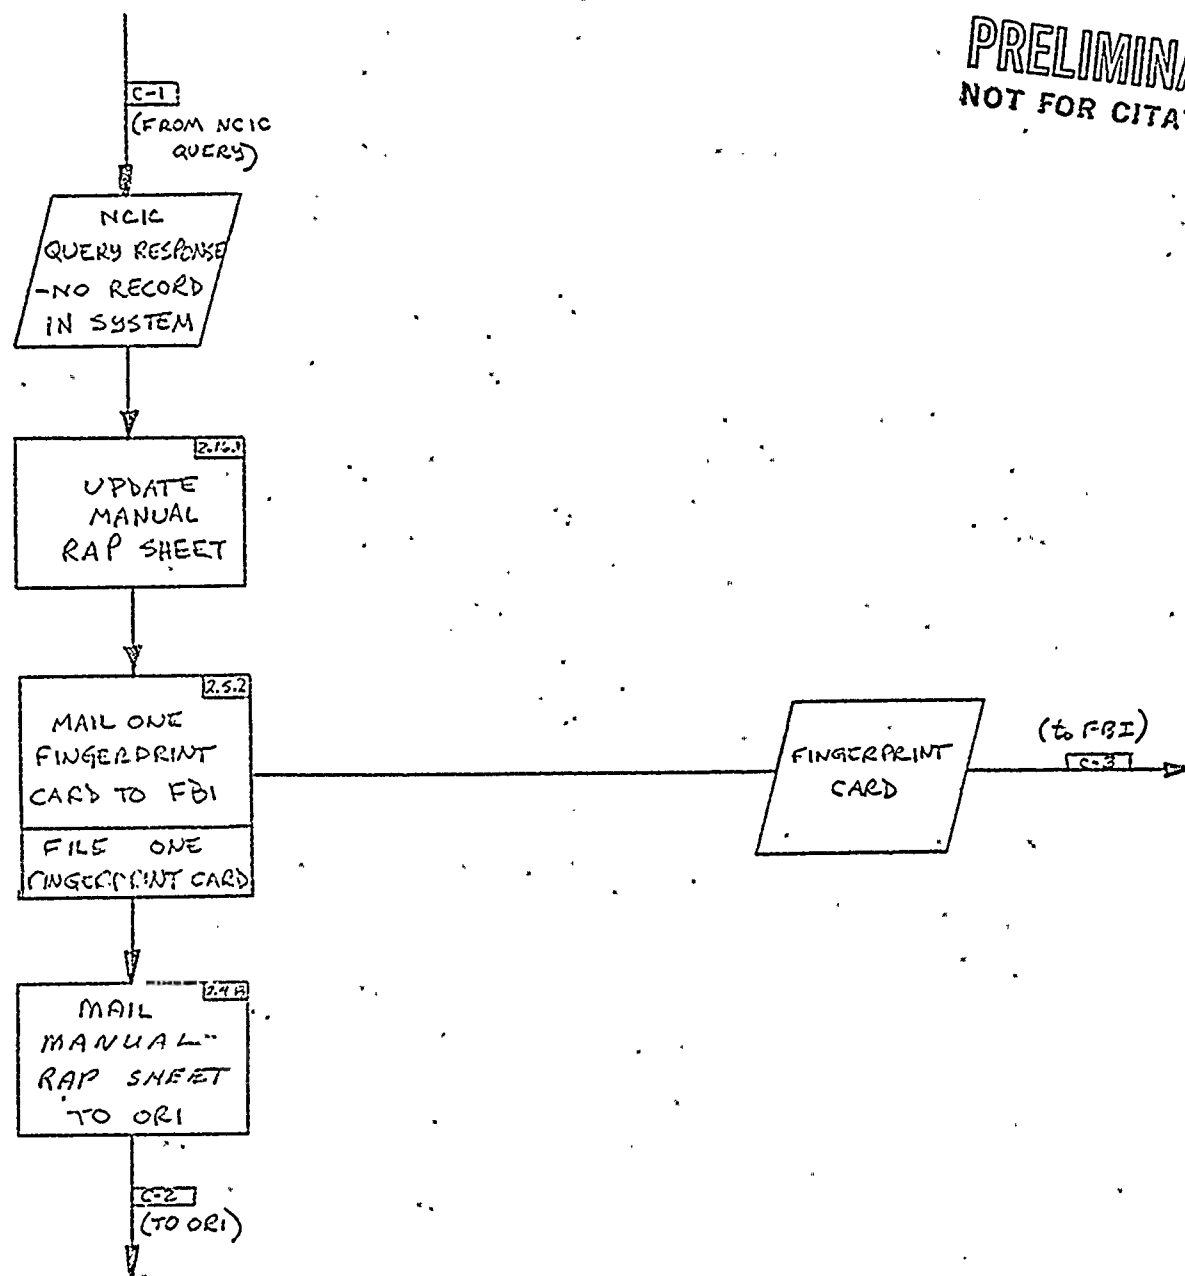 PRELIMINA
NOT FOR CITA
C-1
(FROM NCIC
QUERY)
NCIC
QUERY RESPONSE
-NO RECORD
IN SYSTEM
UPDATE
MANUAL
RAP SHEET
2.5.2
MAIL ONE
FINGERPRINT
CARD TO FBI
FILE ONE
FINGERPRINT CARD
FINGERPRINT
CARD
(to FBI)
C-3
MAIL
MANUAL
RAP SHEET
TO ORI
C-2
(TO ORI)